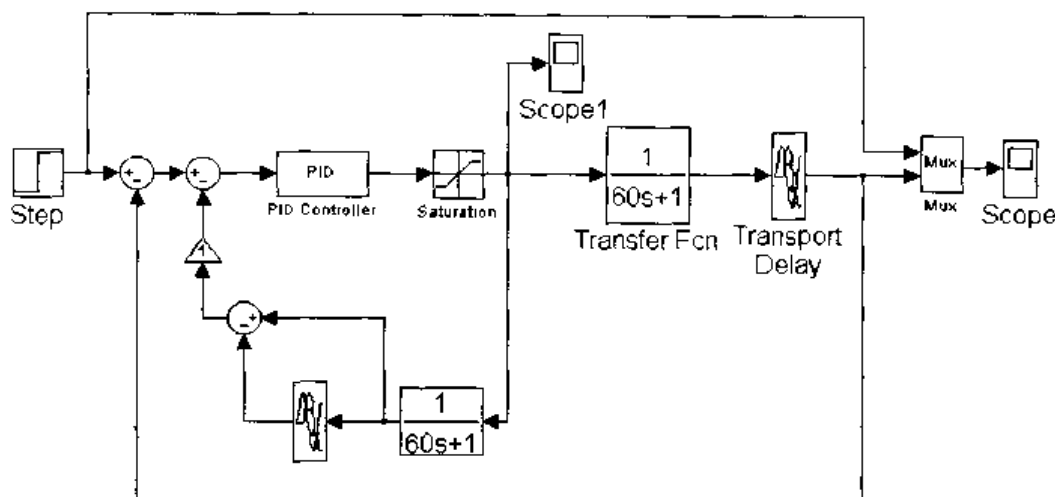 Scope1
PID
1
60s+1
Mux
Step
PID Controller
Saturation
Transfer Fcn
Transport
Delay
Mux
Scope
1
1
60s+1